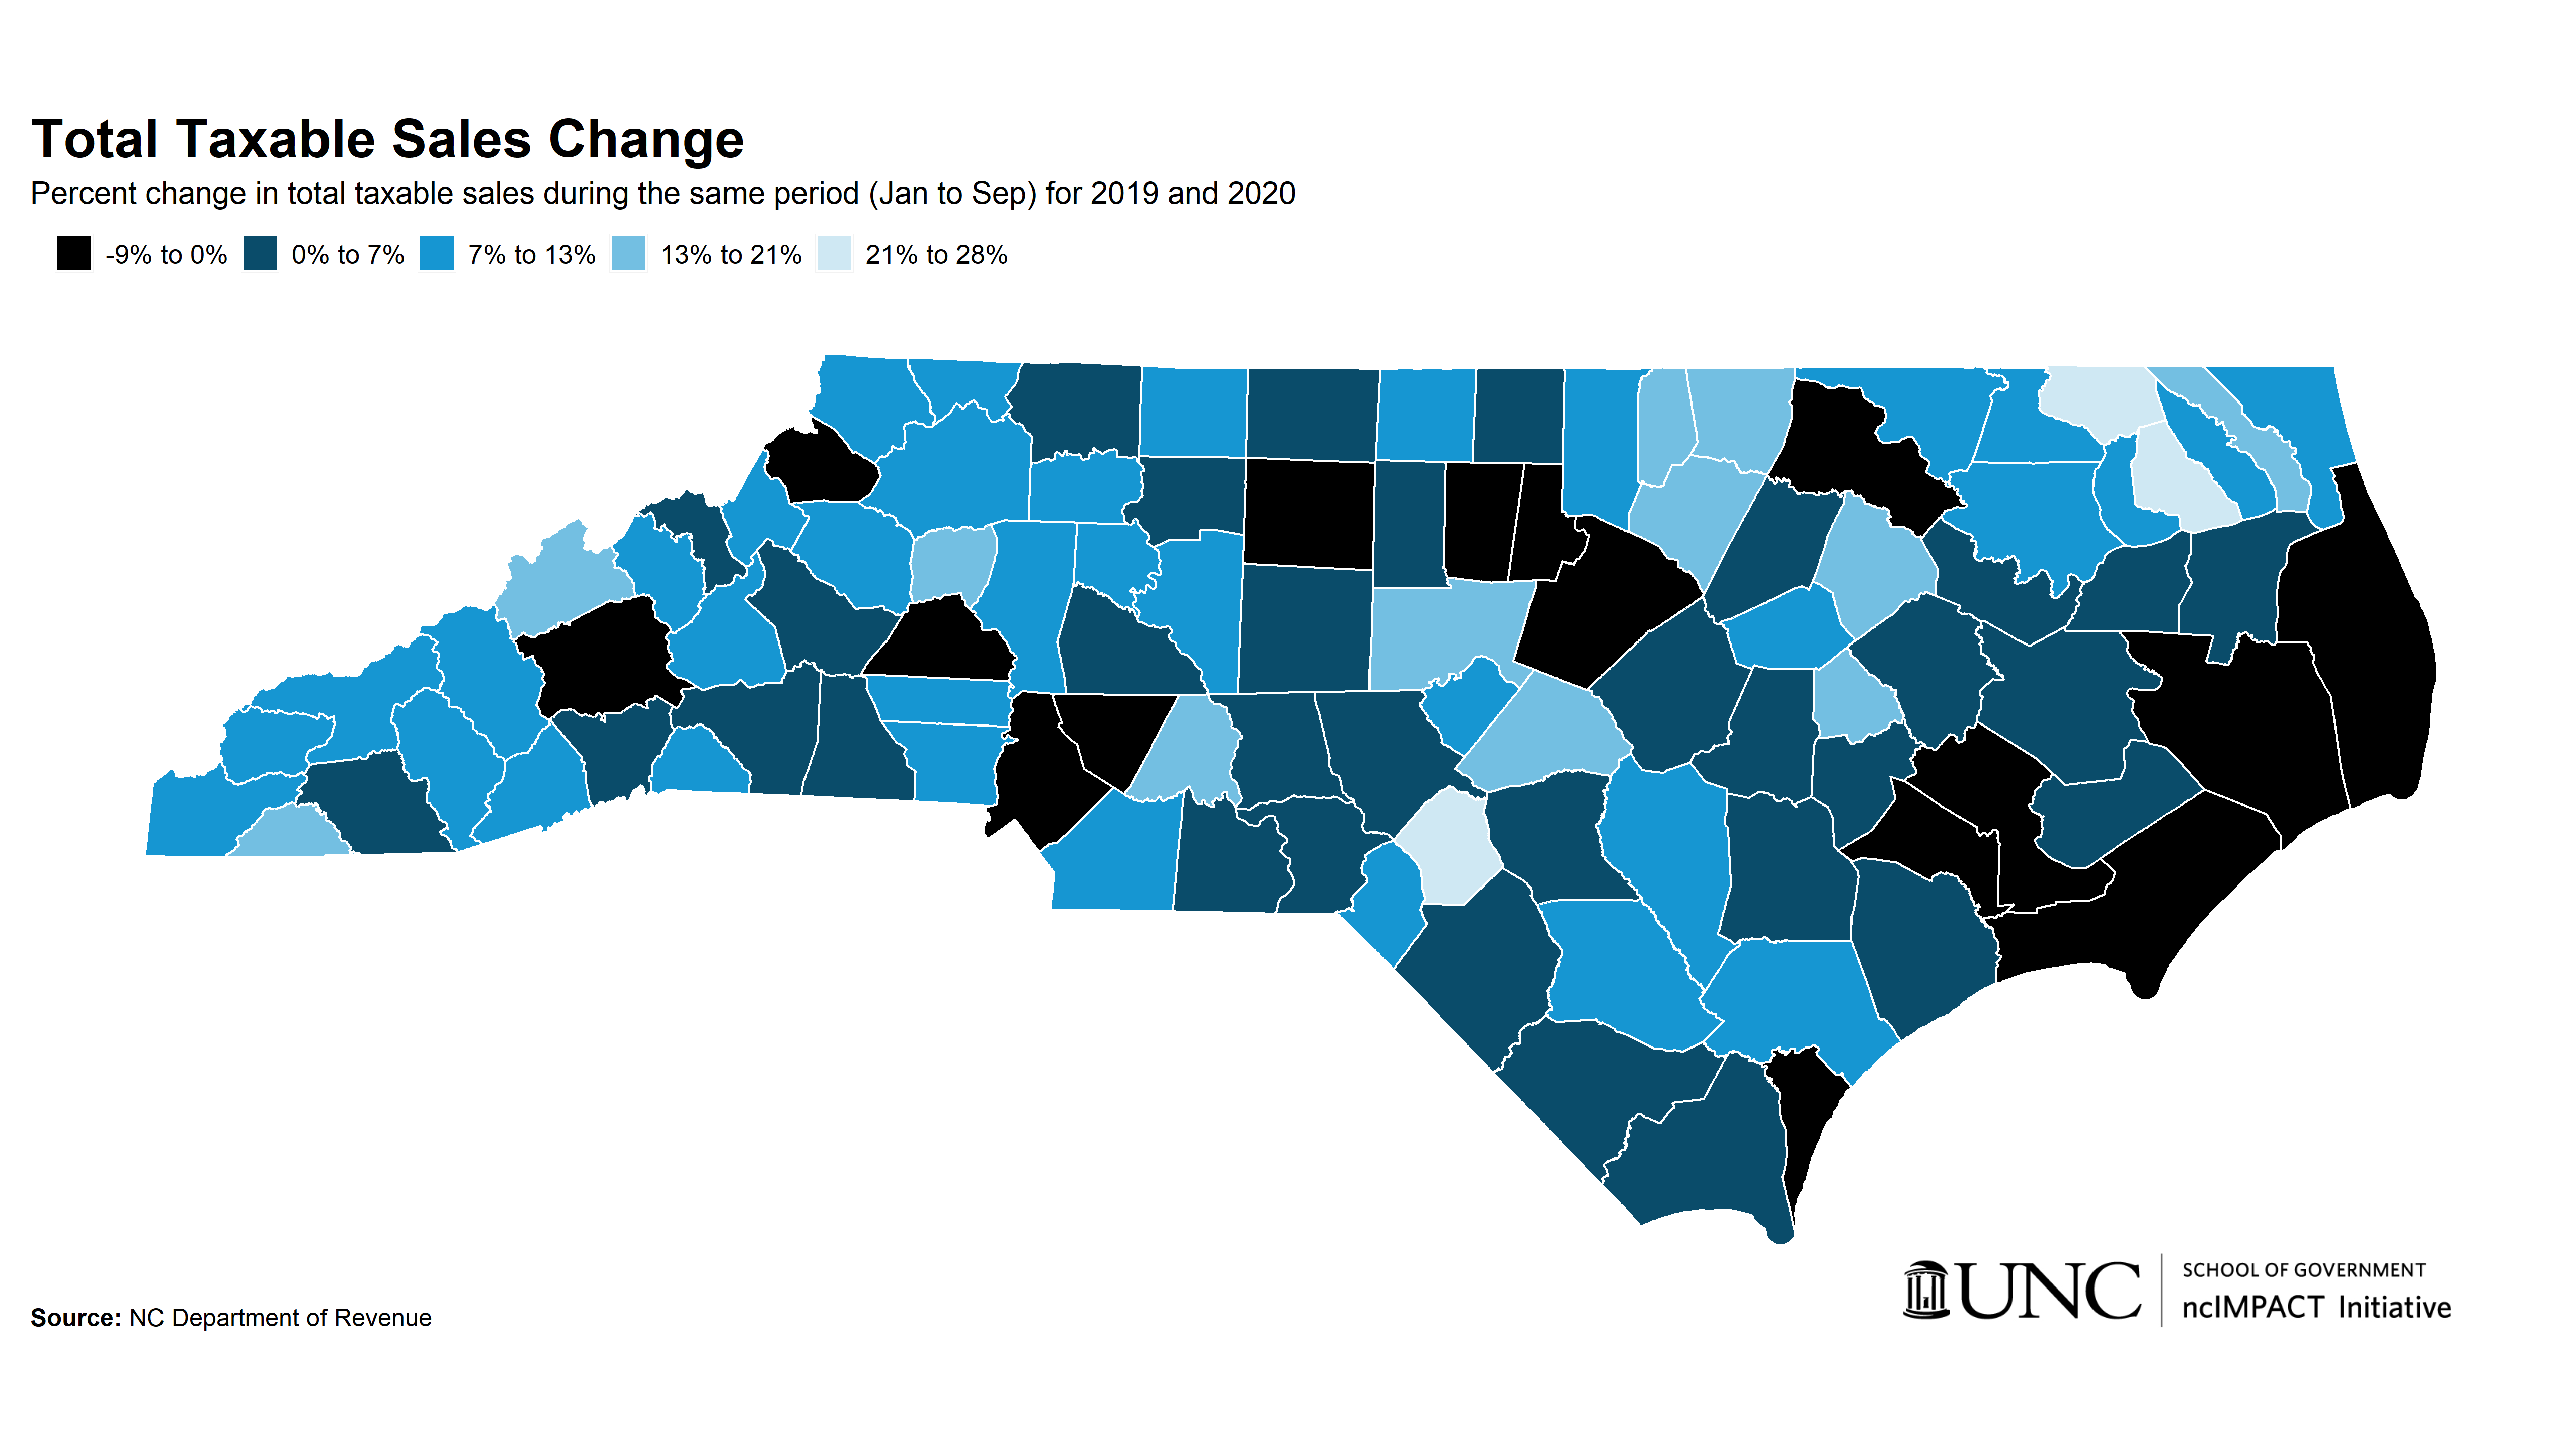 Total Taxable Sales Change
Percent change in total taxable sales during the same period (Jan to Sep) for 2019 and 2020
-9% to 0% 0% to 7% 7% to 13% 13% to 21% 21% to 28%
UNC SCHOOL OF GOVERNMENT
ncIMPACT Initiative
Source: NC Department of Revenue